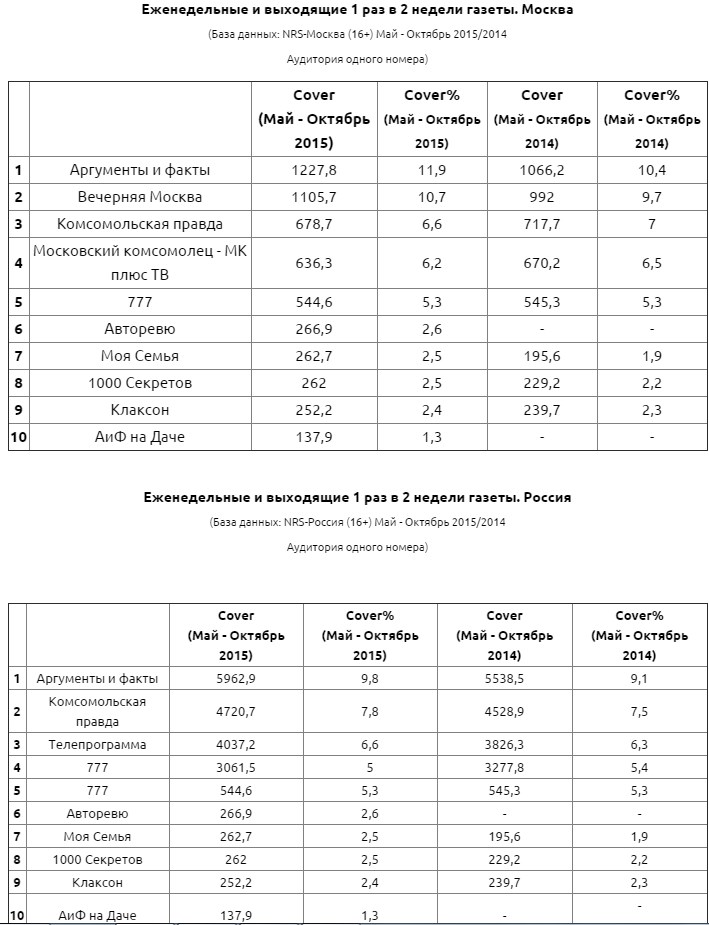 Еженедельные и выходящие 1 раз в 2 недели газеты. Москва
(База данных: NRS-Москва (16+) Май - Октябрь 2015/2014
Аудитория одного номера)
Cover Cover% Cover Cover%
(Май - Октябрь (Май - Октябрь (Май - Октябрь (Май - Октябрь
2015) 2015) 2014) 2014)
1 Аргументы и факты 1227,8 11,9 1066,2 10,4
2 Вечерняя Москва 1105,7 10,7 992 9,7
3 Комсомольская правда 678,7 6,6 717,7 7
4 Московский комсомолец - МК
плюс ТВ 636,3 6,2 670,2 6,5
5 777 544,6 5,3 545,3 5,3
6 Авторевю 266,9 2,6 - -
7 Моя Семья 262,7 2,5 195,6 1,9
8 1000 Секретов 262 2,5 229,2 2,2
9 Клаксон 252,2 2,4 239,7 2,3
10 АиФ на Даче 137,9 1,3 - -
Еженедельные и выходящие 1 раз в 2 недели газеты. Россия
(База данных: NRS-Россия (16+) Май - Октябрь 2015/2014
Аудитория одного номера)
Cover Cover% Cover Cover%
(Май - Октябрь (Май - Октябрь (Май - Октябрь (Май - Октябрь
2015) 2015) 2014) 2014)
1 Аргументы и факты 5962,9 9,8 5538,5 9,1
2 Комсомольская
правда 4720,7 7,8 4528,9 7,5
3 Телепрограмма 4037,2 6,6 3826,3 6,3
4 777 3061,5 5 3277,8 5,4
5 777 544,6 5,3 545,3 5,3
6 Авторевю 266,9 2,6 - -
7 Моя Семья 262,7 2,5 195,6 1,9
8 1000 Секретов 262 2,5 229,2 2,2
9 Клаксон 252,2 2,4 239,7 2,3
10 АиФ на Даче 137,9 1,3 - -